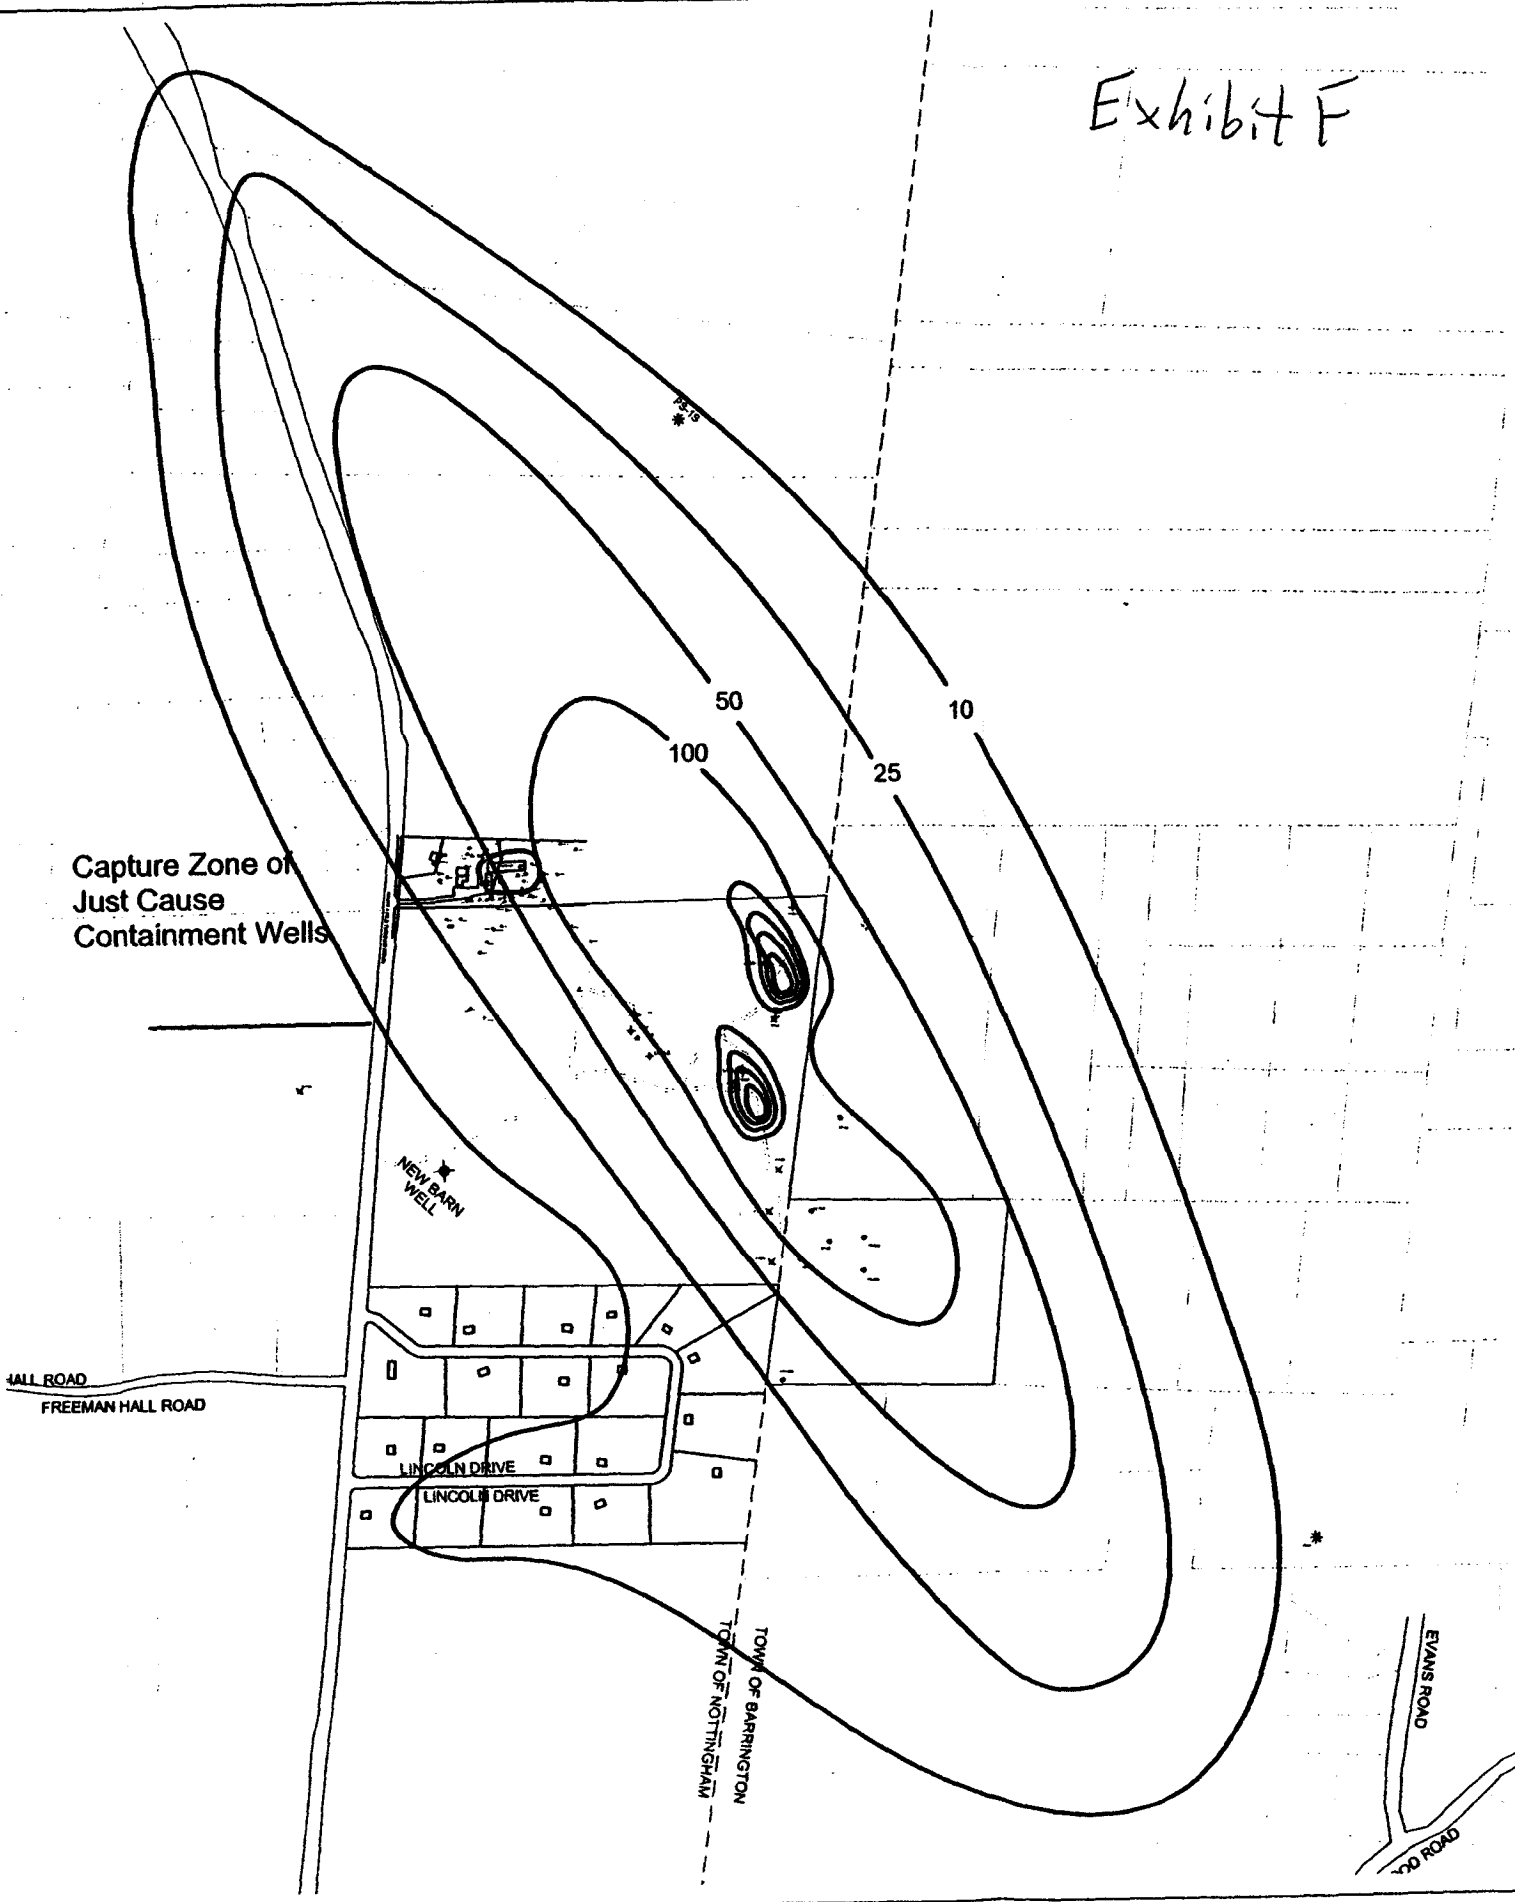 Exhibit F
PS-19
50
10
100
25
Capture Zone of
Just Cause
Containment Wells
NEW BARN
WELL
HALL ROAD
FREEMAN HALL ROAD
LINCOLN DRIVE
LINCOLN DRIVE
TOWN OF BARRINGTON
TOWN OF NOTTINGHAM
EVANS ROAD
OD ROAD